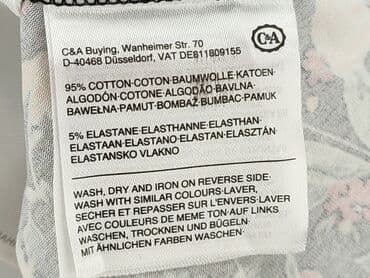 C&A Buying, Wanheimer Str. 70
D-40468 Düsseldorf, VAT DE811809155
C&A
95% COTTON·COTON·BAUMWOLLE·KATOEN·
ALGODÓN·COTONE·ALGODÃO·BAVLNA·
BAWEŁNA·PAMUT·BOMBAŽ·BUMBAC·PAMUK
5% ELASTANE·ELASTHANNE·ELASTHAN·
ELASTAAN·ELASTANO·ELASTAN·ELASZTÁN·
ELASTANSKO VLAKNO
WASH, DRY AND IRON ON REVERSE SIDE·
WASH WITH SIMILAR COLOURS·LAVER,
SECHER ET REPASSER SUR L'ENVERS·LAVER
AVEC COULEURS DE MEME TON·AUF LINKS
WASCHEN, TROCKNEN UND BÜGELN·
MIT ÄHNLICHEN FARBEN WASCHEN·